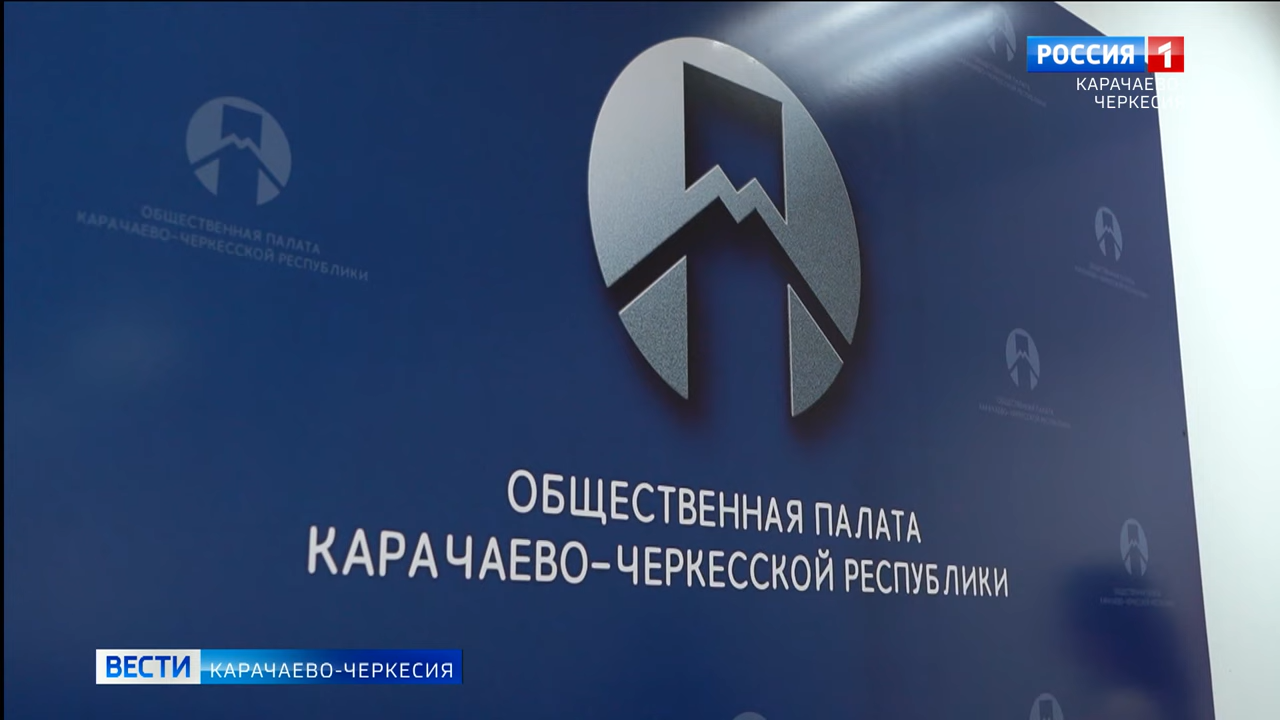 РОССИЯ 1
КАРАЧАЕВО
ЧЕРКЕСИЯ
ОБЩЕСТВЕННАЯ ПАЛАТА
КАРАЧАЕВО-ЧЕРКЕССКОЙ РЕСПУБЛИКИ
ОБЩЕСТВЕННАЯ ПАЛАТА
КАРАЧАЕВО-ЧЕРКЕССКОЙ РЕСПУБЛИКИ
ВЕСТИ КАРАЧАЕВО-ЧЕРКЕСИЯ